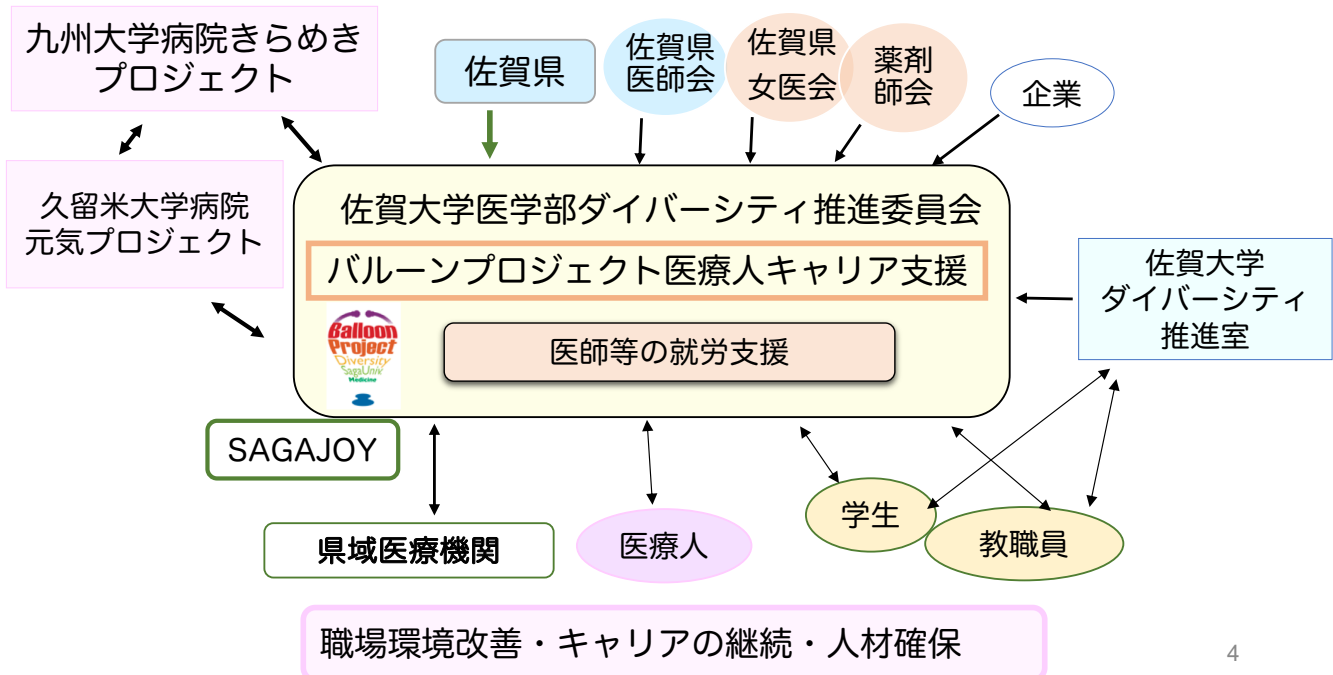 九州大学病院きらめき
プロジェクト
佐賀県
佐賀県
医師会
佐賀県
女医会
薬剤
師会
企業
久留米大学病院
元気プロジェクト
佐賀大学医学部ダイバーシティ推進委員会
バルーンプロジェクト医療人キャリア支援
Balloon
Project
Diversity
SagaUniv
Medicine
医師等の就労支援
佐賀大学
ダイバーシティ
推進室
SAGAJOY
県域医療機関
医療人
学生
教職員
職場環境改善・キャリアの継続・人材確保
4